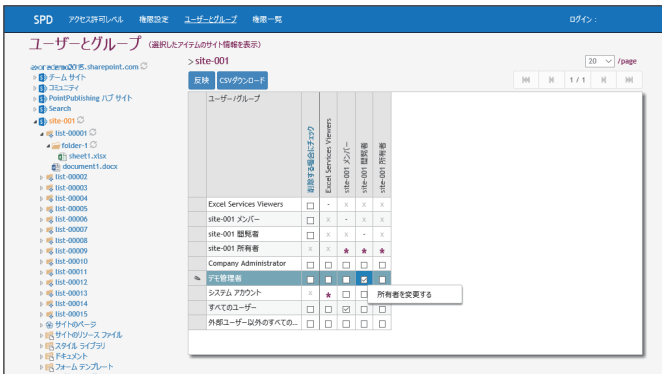 SPD アクセス許可レベル 権限設定 ユーザーとグループ 権限一覧 ログイン：
ユーザーとグループ （選択したアイテムのサイト情報を表示）
.sharepoint.com
チーム サイト
コミュニティ
PointPublishing ハブ サイト
Search
site-001
list-00001
folder-1
sheet1.xlsx
document1.docx
list-00002
list-00003
list-00004
list-00005
list-00006
list-00007
list-00008
list-00009
list-00010
list-00011
list-00012
list-00013
list-00014
list-00015
サイトのページ
サイトのリソース ファイル
スタイル ライブラリ
ドキュメント
フォーム テンプレート
>site-001
20 /page
反映 CSVダウンロード
1 / 1
ユーザー/グループ
削除する場合にチェック
Excel Services Viewers
site-001 メンバー
site-001 閲覧者
site-001 所有者
Excel Services Viewers - x x x
site-001 メンバー x - x x
site-001 閲覧者 x x - x
site-001 所有者 x x * * *
Company Administrator
デモ管理者
システム アカウント x *
すべてのユーザー
外部ユーザー以外のすべての...
所有者を変更する